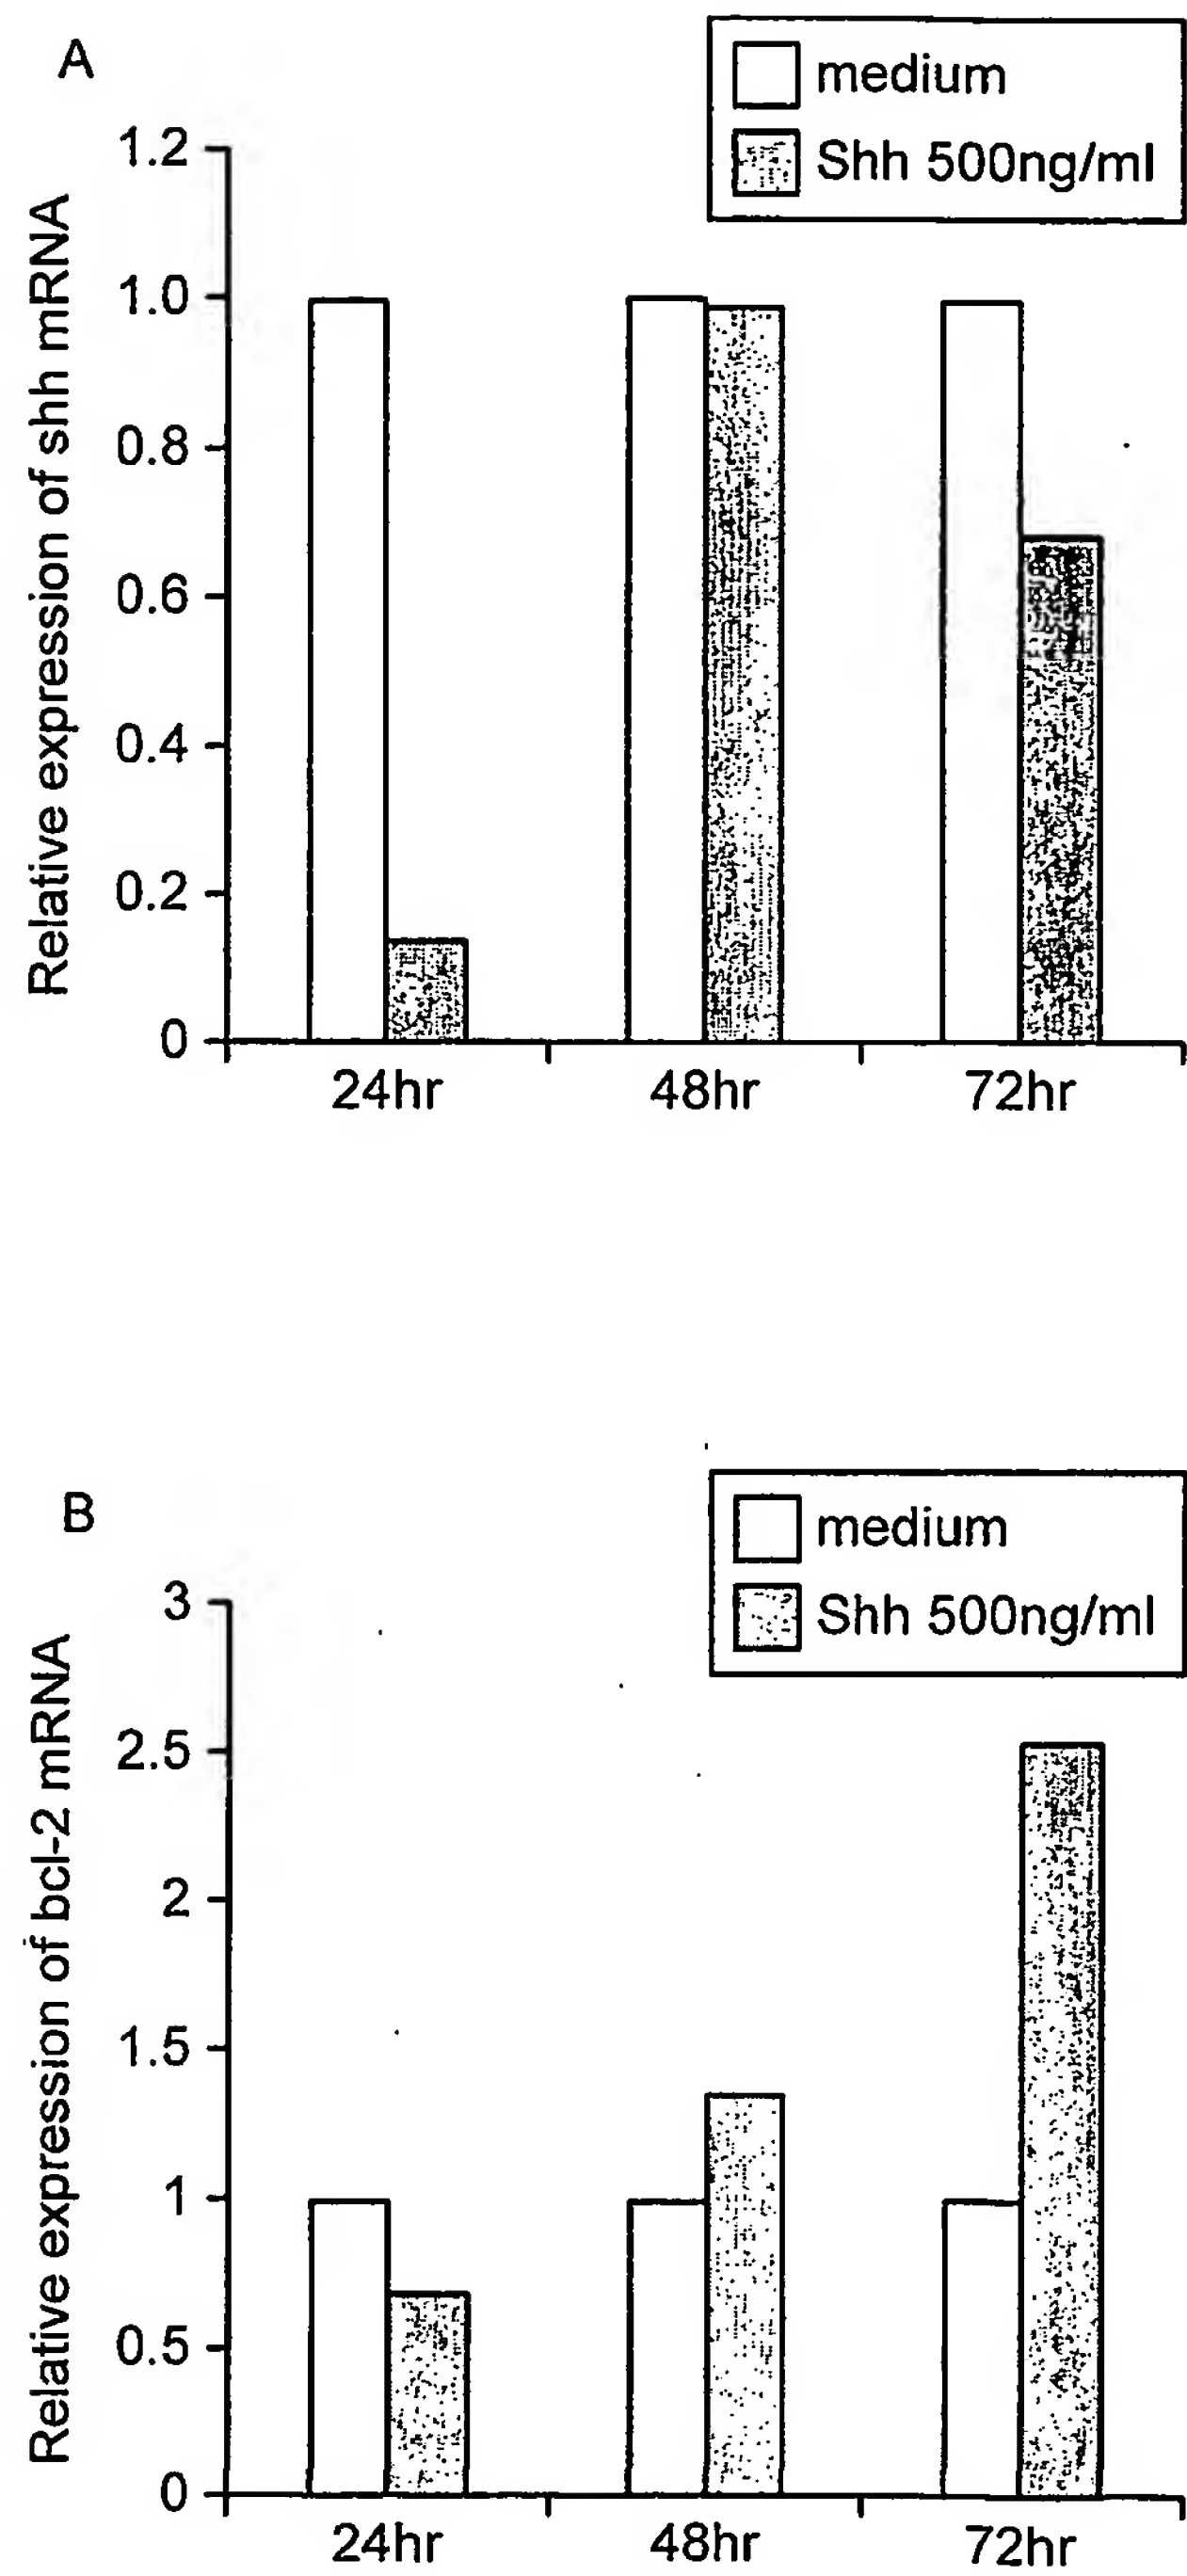 A
medium
Shh 500ng/ml
Relative expression of shh mRNA
1.2
1.0
0.8
0.6
0.4
0.2
0
24hr 48hr 72hr
B
medium
Shh 500ng/ml
Relative expression of bcl-2 mRNA
3
2.5
2
1.5
1
0.5
0
24hr 48hr 72hr